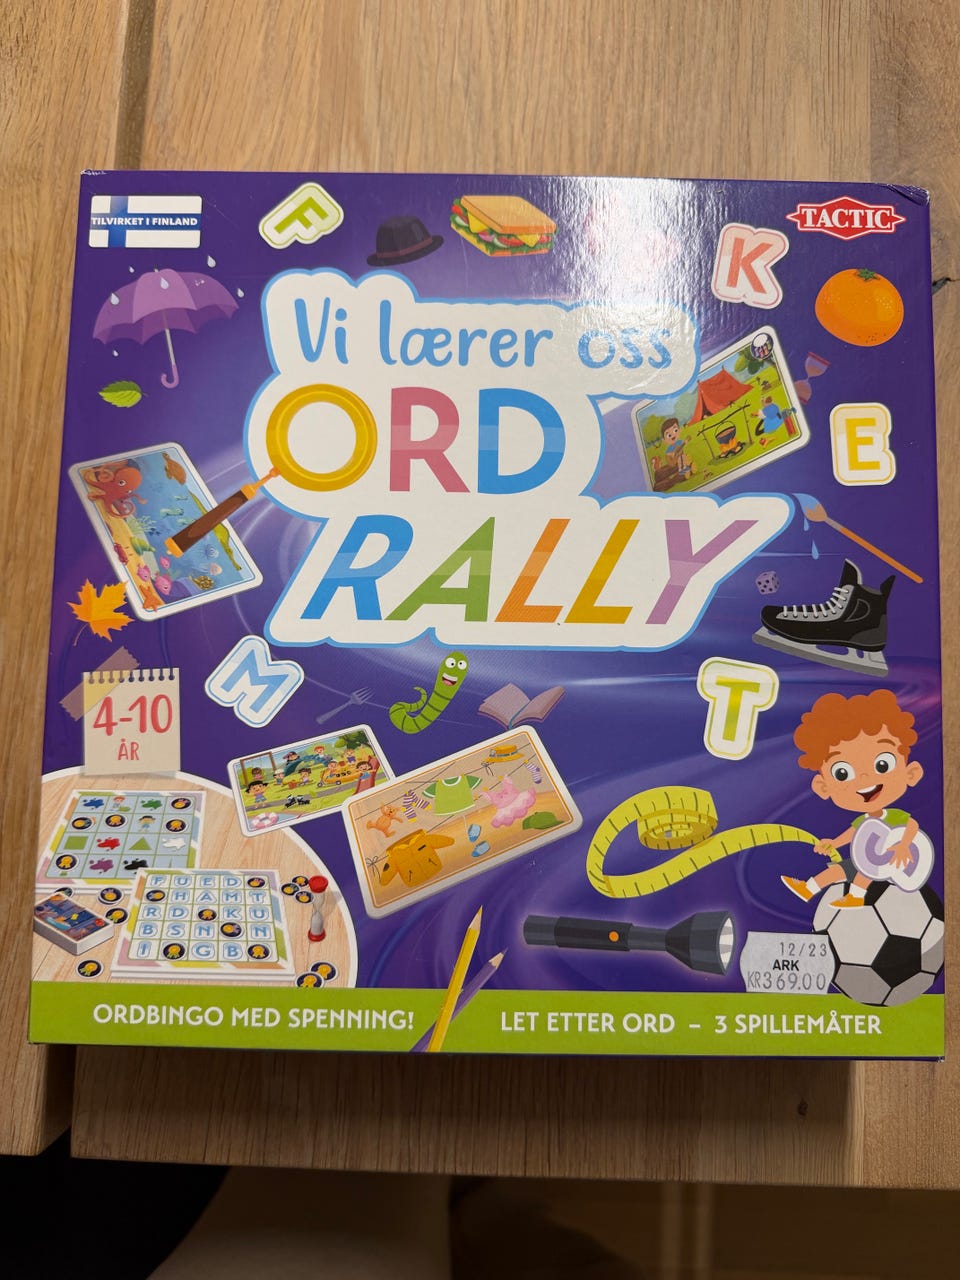 TILVIRKET I FINLAND
F
TACTIC
K
Vi lærer oss
ORD
E
RALLY
M
T
4-10
ÅR
F U E D
H A M T
R D K U
B S N N
I G B
12/23
ARK
KR369.00
ORDBINGO MED SPENNING!
LET ETTER ORD – 3 SPILLEMÅTER